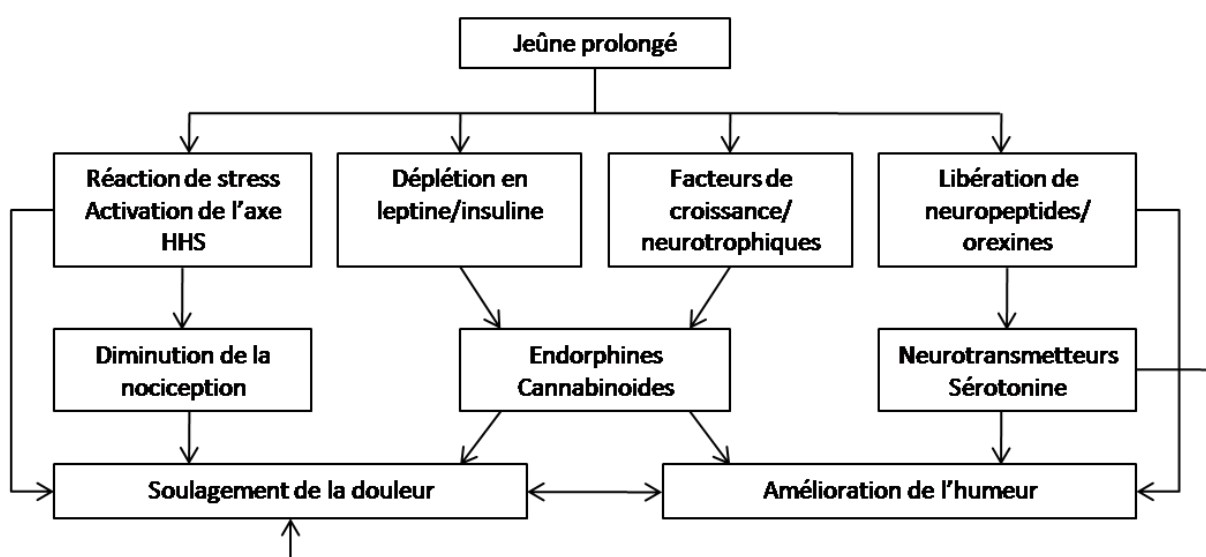 Jeûne prolongé
Réaction de stress
Activation de l'axe
HHS
Déplétion en
leptine/insuline
Facteurs de
croissance/
neurotrophiques
Libération de
neuropeptides/
orexines
Diminution de la
nociception
Endorphines
Cannabinoides
Neurotransmetteurs
Sérotonine
Soulagement de la douleur
Amélioration de l'humeur